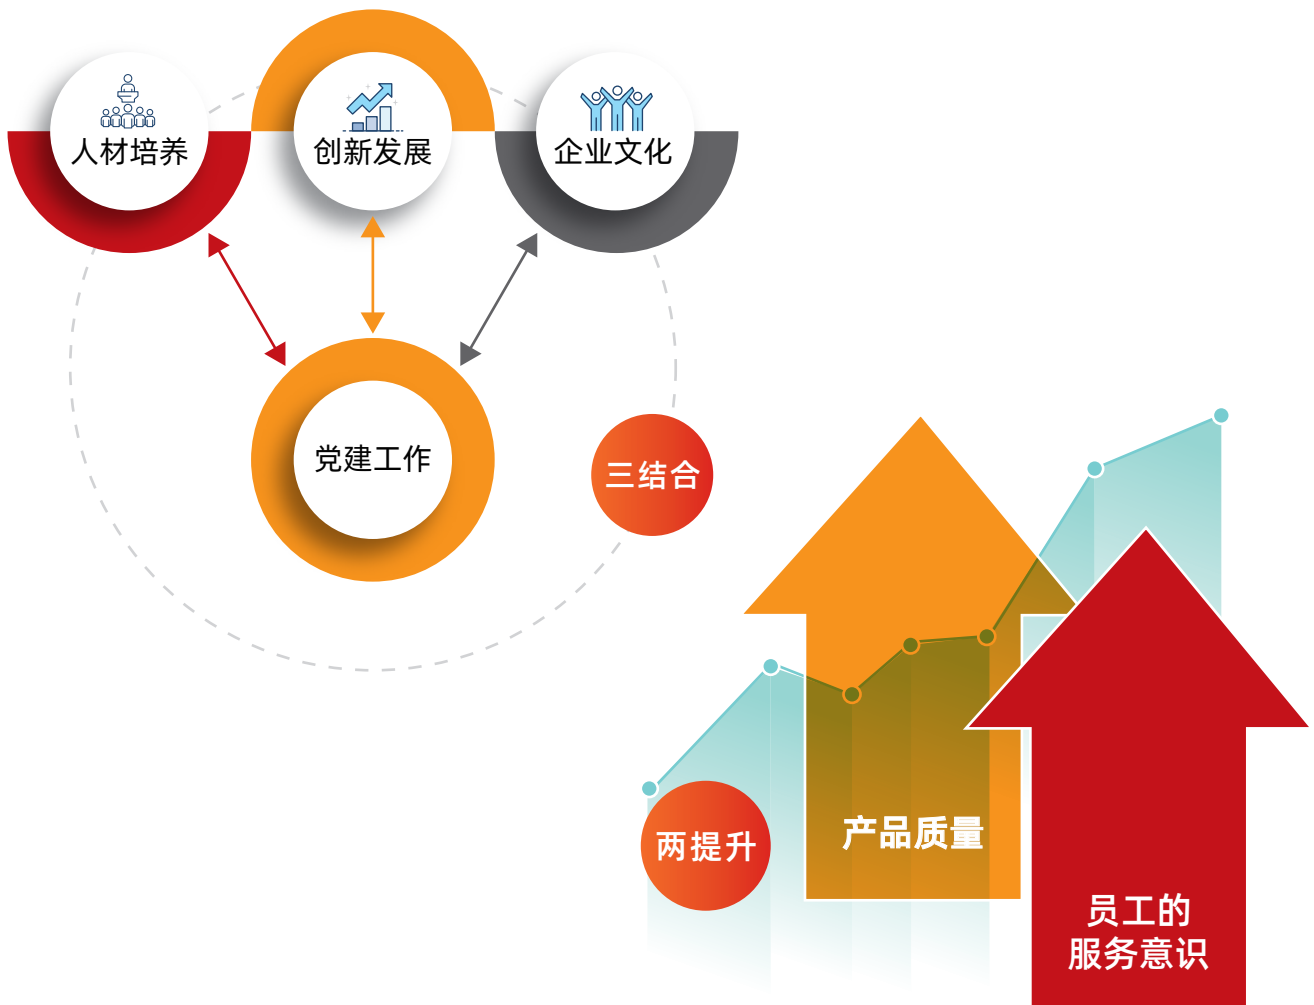 人材培养
创新发展
企业文化
党建工作
三结合
两提升
产品质量
员工的
服务意识